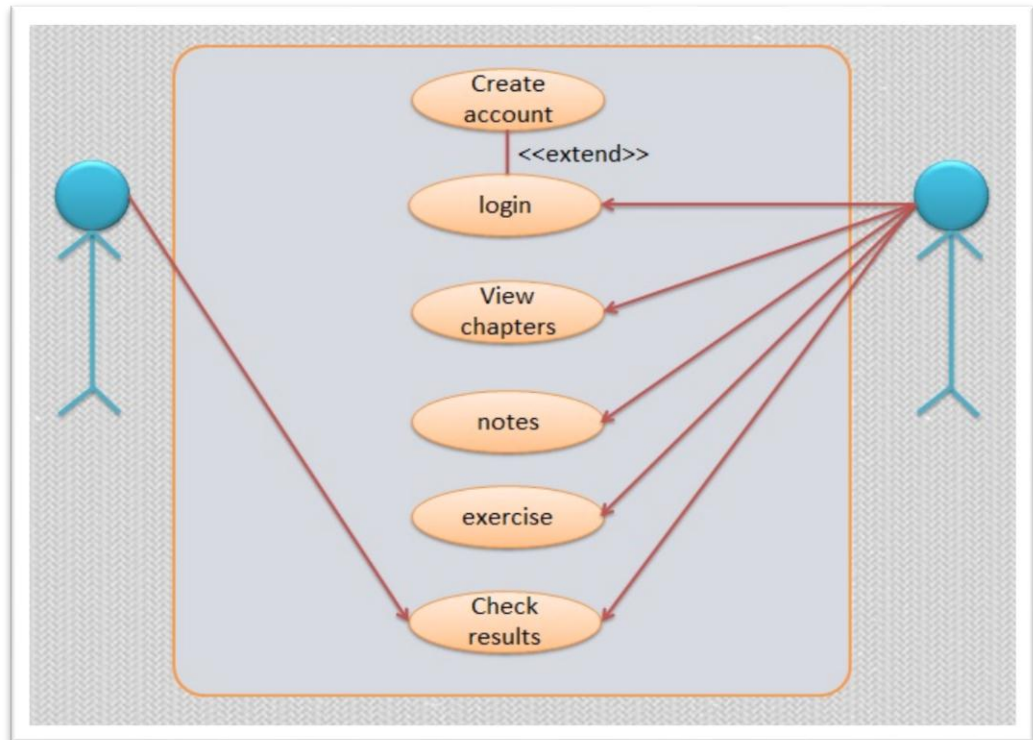 Create
account
<<extend>>
login
View
chapters
notes
exercise
Check
results